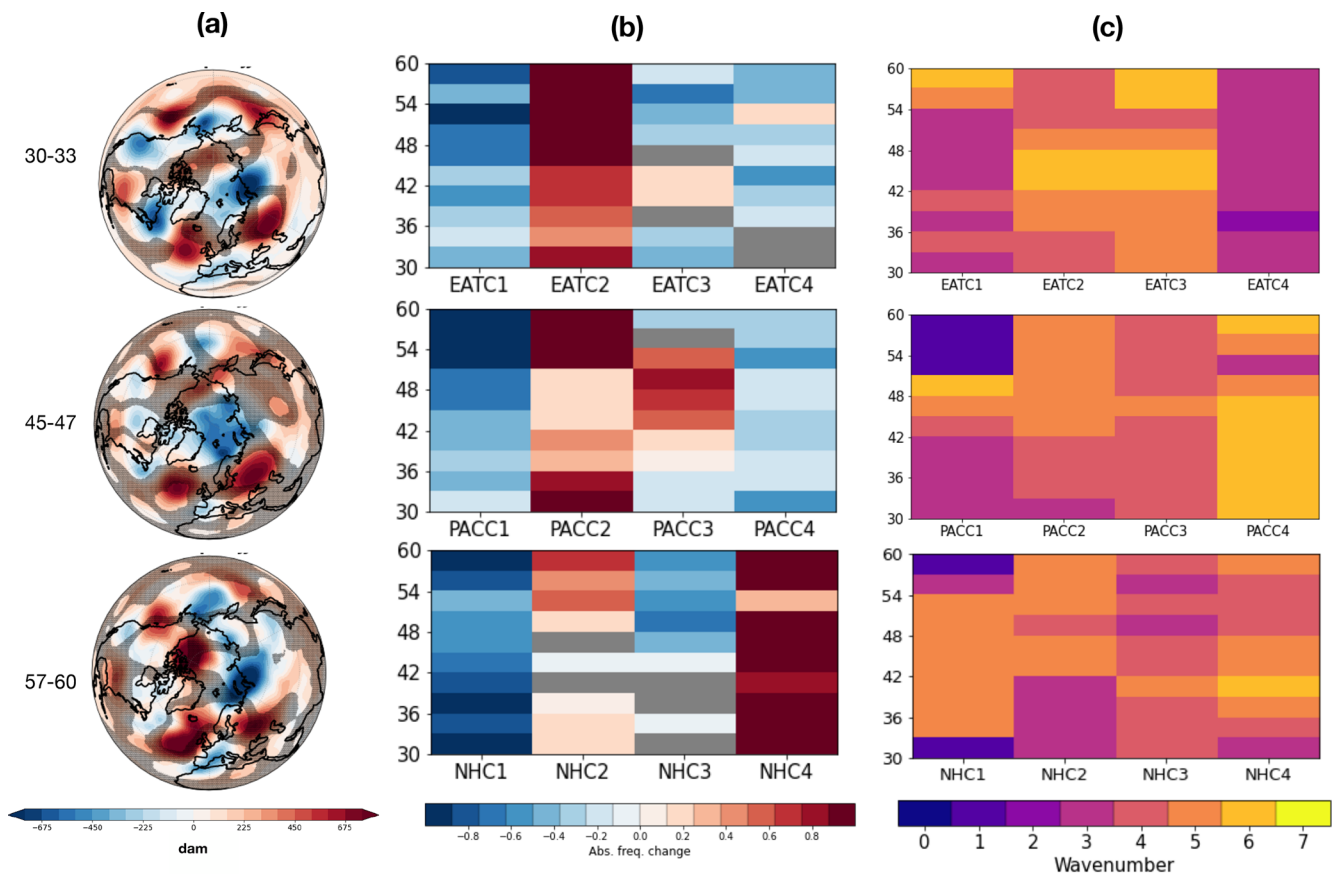 (a)
(b)
(c)
30-33
45-47
57-60
60
54
48
42
36
30
EATC1 EATC2 EATC3 EATC4
60
54
48
42
36
30
EATC1 EATC2 EATC3 EATC4
60
54
48
42
36
30
PACC1 PACC2 PACC3 PACC4
60
54
48
42
36
30
PACC1 PACC2 PACC3 PACC4
60
54
48
42
36
30
NHC1 NHC2 NHC3 NHC4
60
54
48
42
36
30
NHC1 NHC2 NHC3 NHC4
−675 −450 −225 0 225 450 675
dam
−0.8 −0.6 −0.4 −0.2 0.0 0.2 0.4 0.6 0.8
Abs. freq. change
0 1 2 3 4 5 6 7
Wavenumber